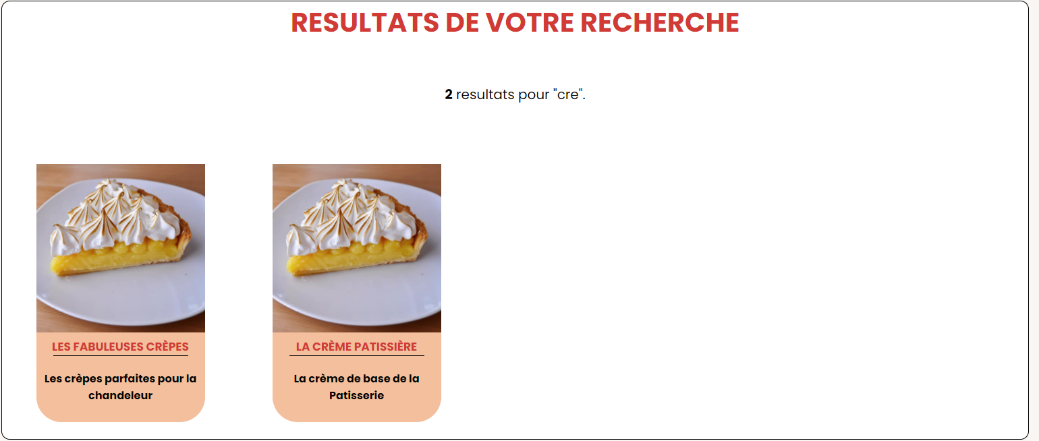 RESULTATS DE VOTRE RECHERCHE
2 resultats pour "cre".
LES FABULEUSES CRÈPES
Les crèpes parfaites pour la
chandeleur
LA CRÈME PATISSIÈRE
La crème de base de la
Patisserie